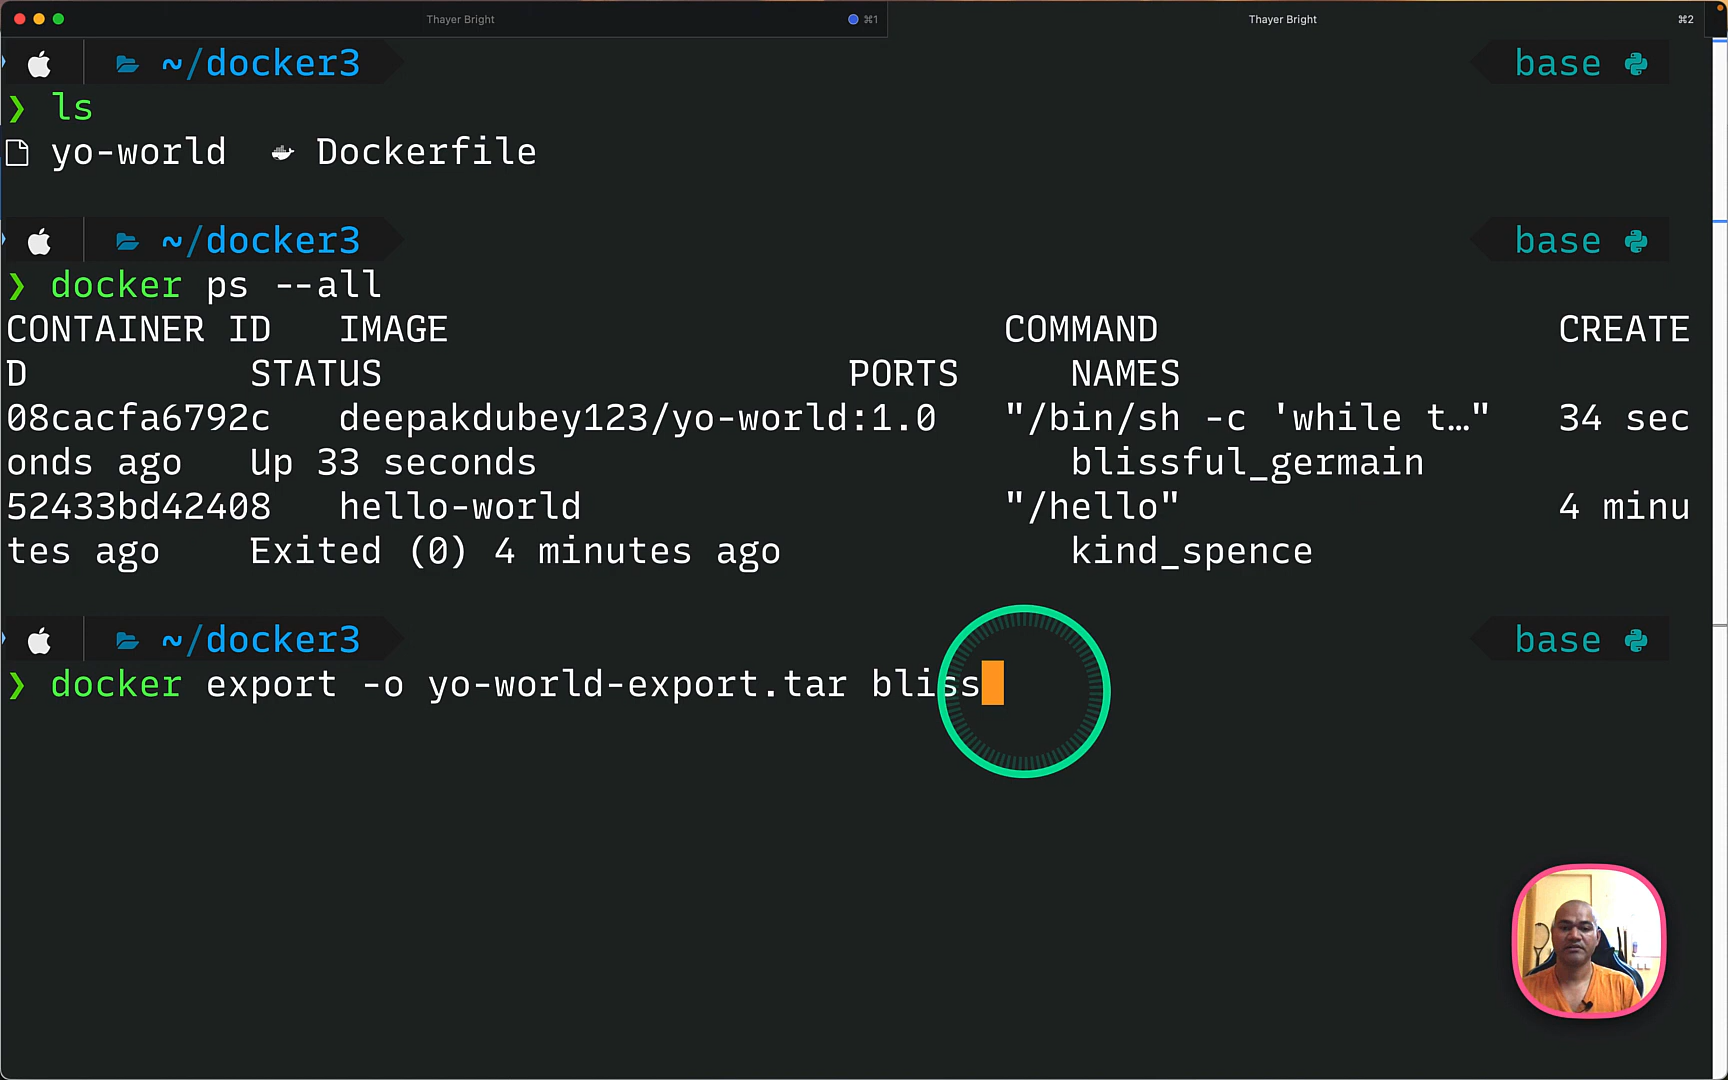 Thayer Bright ⌘1 Thayer Bright ⌘2
~/docker3 base
❯ ls
yo-world Dockerfile
~/docker3 base
❯ docker ps --all
CONTAINER ID IMAGE COMMAND CREATE
D STATUS PORTS NAMES
08cacfa6792c deepakdubey123/yo-world:1.0 "/bin/sh -c 'while t…" 34 sec
onds ago Up 33 seconds blissful_germain
52433bd42408 hello-world "/hello" 4 minu
tes ago Exited (0) 4 minutes ago kind_spence
~/docker3 base
❯ docker export -o yo-world-export.tar bliss